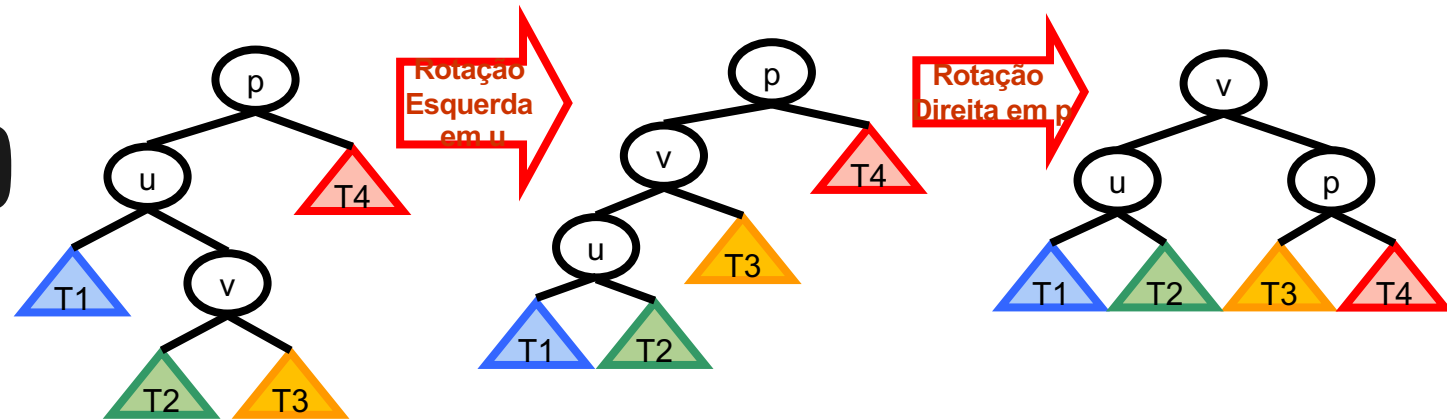 p
u
T4
T1
v
T2
T3
Rotação
Esquerda
em u
p
v
T4
u
T3
T1
T2
Rotação
Direita em p
v
u
p
T1
T2
T3
T4